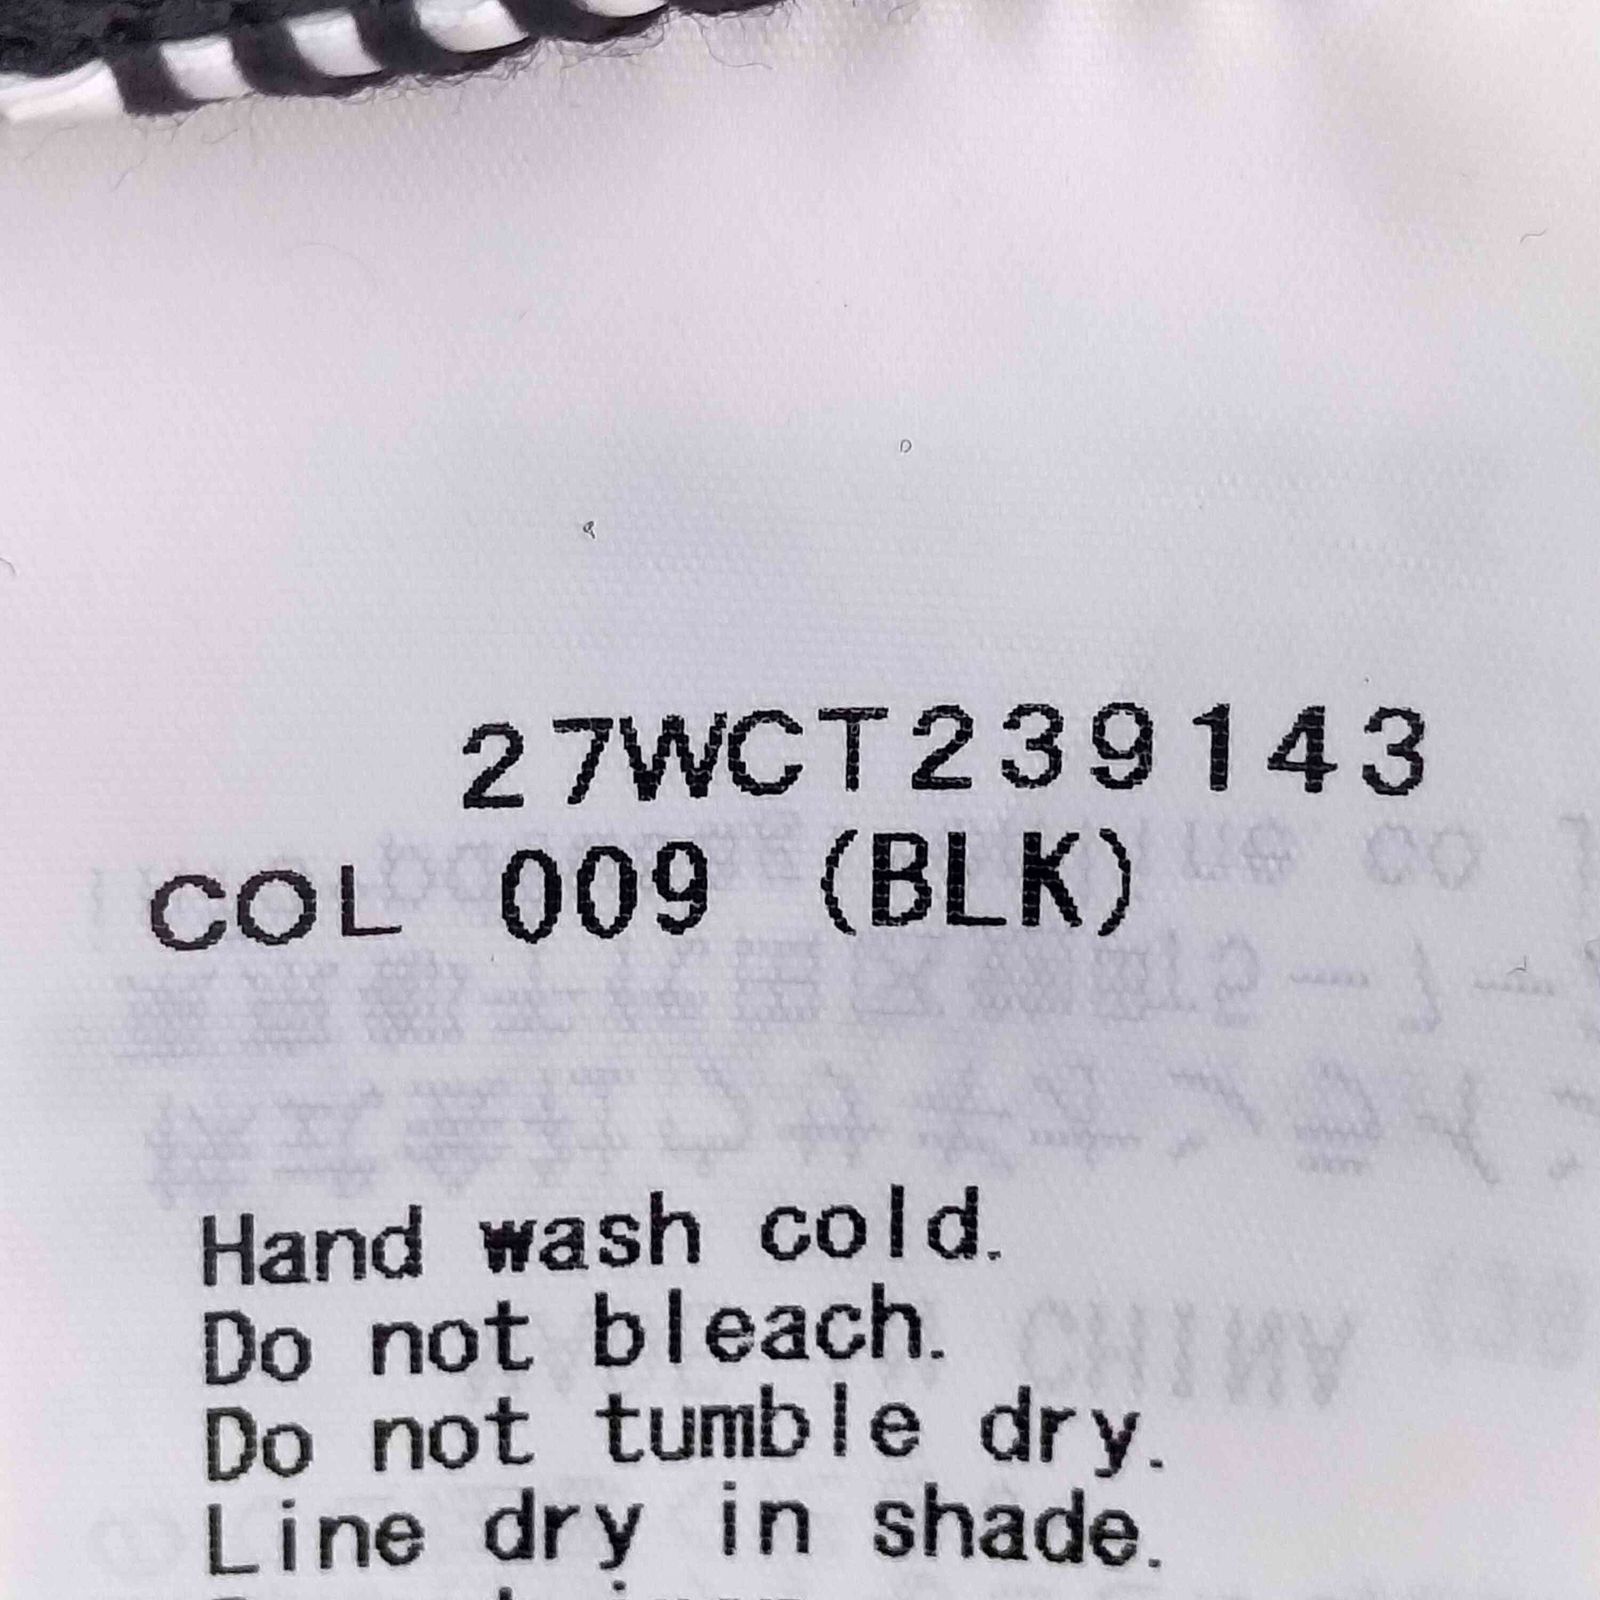 27WCT239143
COL 009 (BLK)
Hand wash cold.
Do not bleach.
Do not tumble dry.
Line dry in shade.